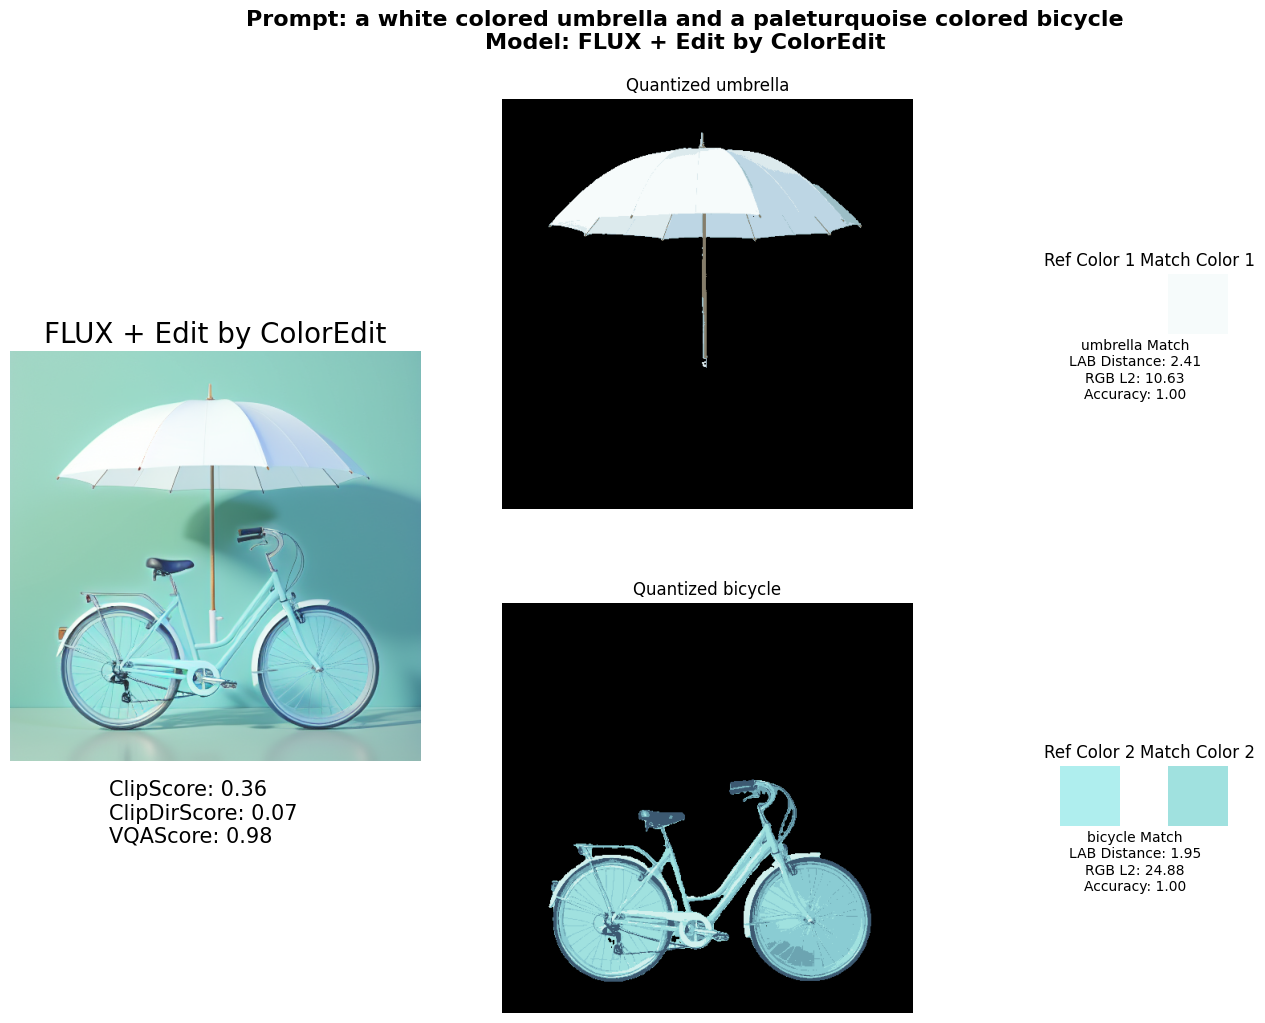 Prompt: a white colored umbrella and a paleturquoise colored bicycle
Model: FLUX + Edit by ColorEdit
Quantized umbrella
Ref Color 1 Match Color 1
umbrella Match
LAB Distance: 2.41
RGB L2: 10.63
Accuracy: 1.00
FLUX + Edit by ColorEdit
ClipScore: 0.36
ClipDirScore: 0.07
VQAScore: 0.98
Quantized bicycle
Ref Color 2 Match Color 2
bicycle Match
LAB Distance: 1.95
RGB L2: 24.88
Accuracy: 1.00